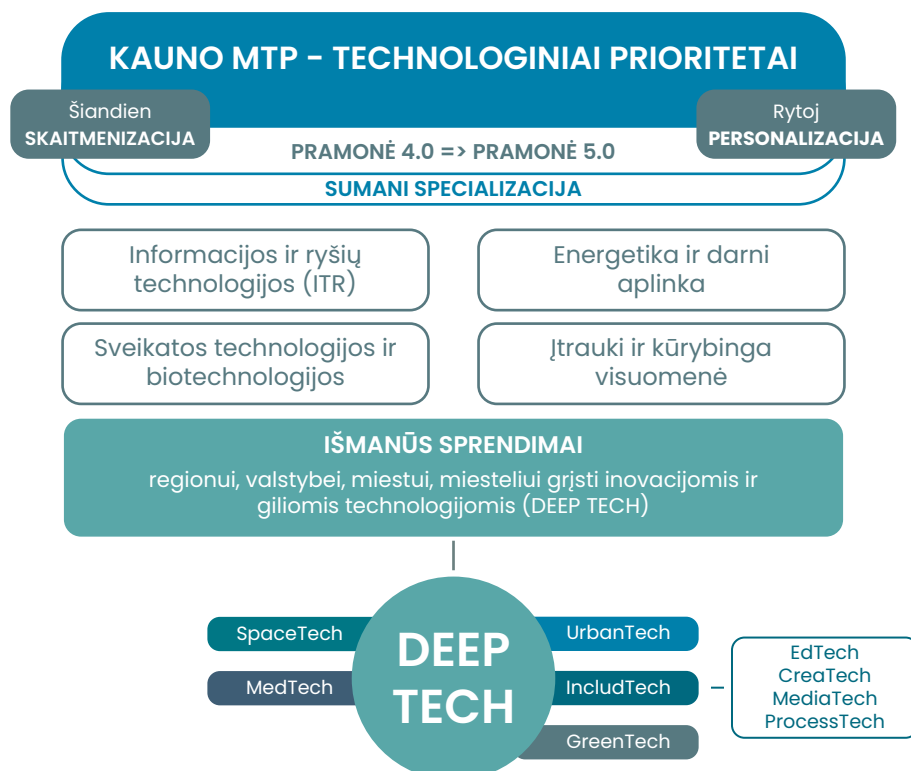 KAUNO MTP - TECHNOLOGINIAI PRIORITETAI
Šiandien
SKAITMENIZACIJA
Rytoj
PERSONALIZACIJA
PRAMONĖ 4.0 => PRAMONĖ 5.0
SUMANI SPECIALIZACIJA
Informacijos ir ryšių
technologijos (ITR)
Energetika ir darni
aplinka
Sveikatos technologijos ir
biotechnologijos
Įtrauki ir kūrybinga
visuomenė
IŠMANŪS SPRENDIMAI
regionui, valstybei, miestui, miesteliui grįsti inovacijomis ir
giliomis technologijomis (DEEP TECH)
DEEP
TECH
SpaceTech
MedTech
UrbanTech
IncludTech
GreenTech
EdTech
CreaTech
MediaTech
ProcessTech